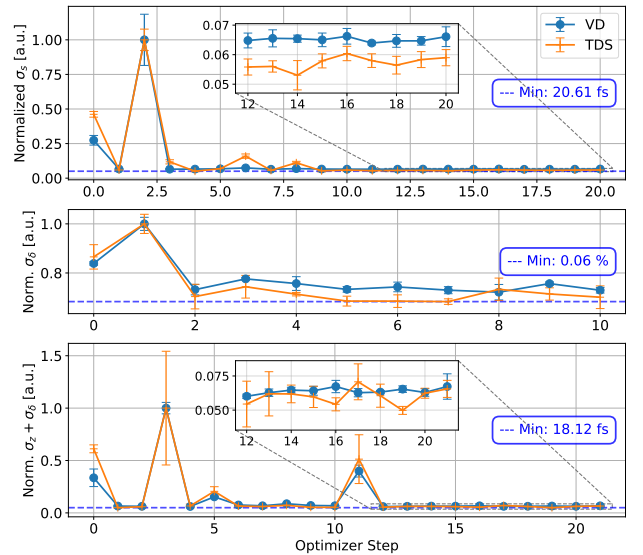 Normalized σs [a.u.]
1.00
0.75
0.50
0.25
0.00
0.07
0.06
0.05
12 14 16 18 20
VD
TDS
--- Min: 20.61 fs
0.0 2.5 5.0 7.5 10.0 12.5 15.0 17.5 20.0
Norm. σδ [a.u.]
1.0
0.8
--- Min: 0.06 %
0 2 4 6 8 10
Norm. σz + σδ [a.u.]
1.5
1.0
0.5
0.0
0.075
0.050
12 14 16 18 20
--- Min: 18.12 fs
0 5 10 15 20
Optimizer Step